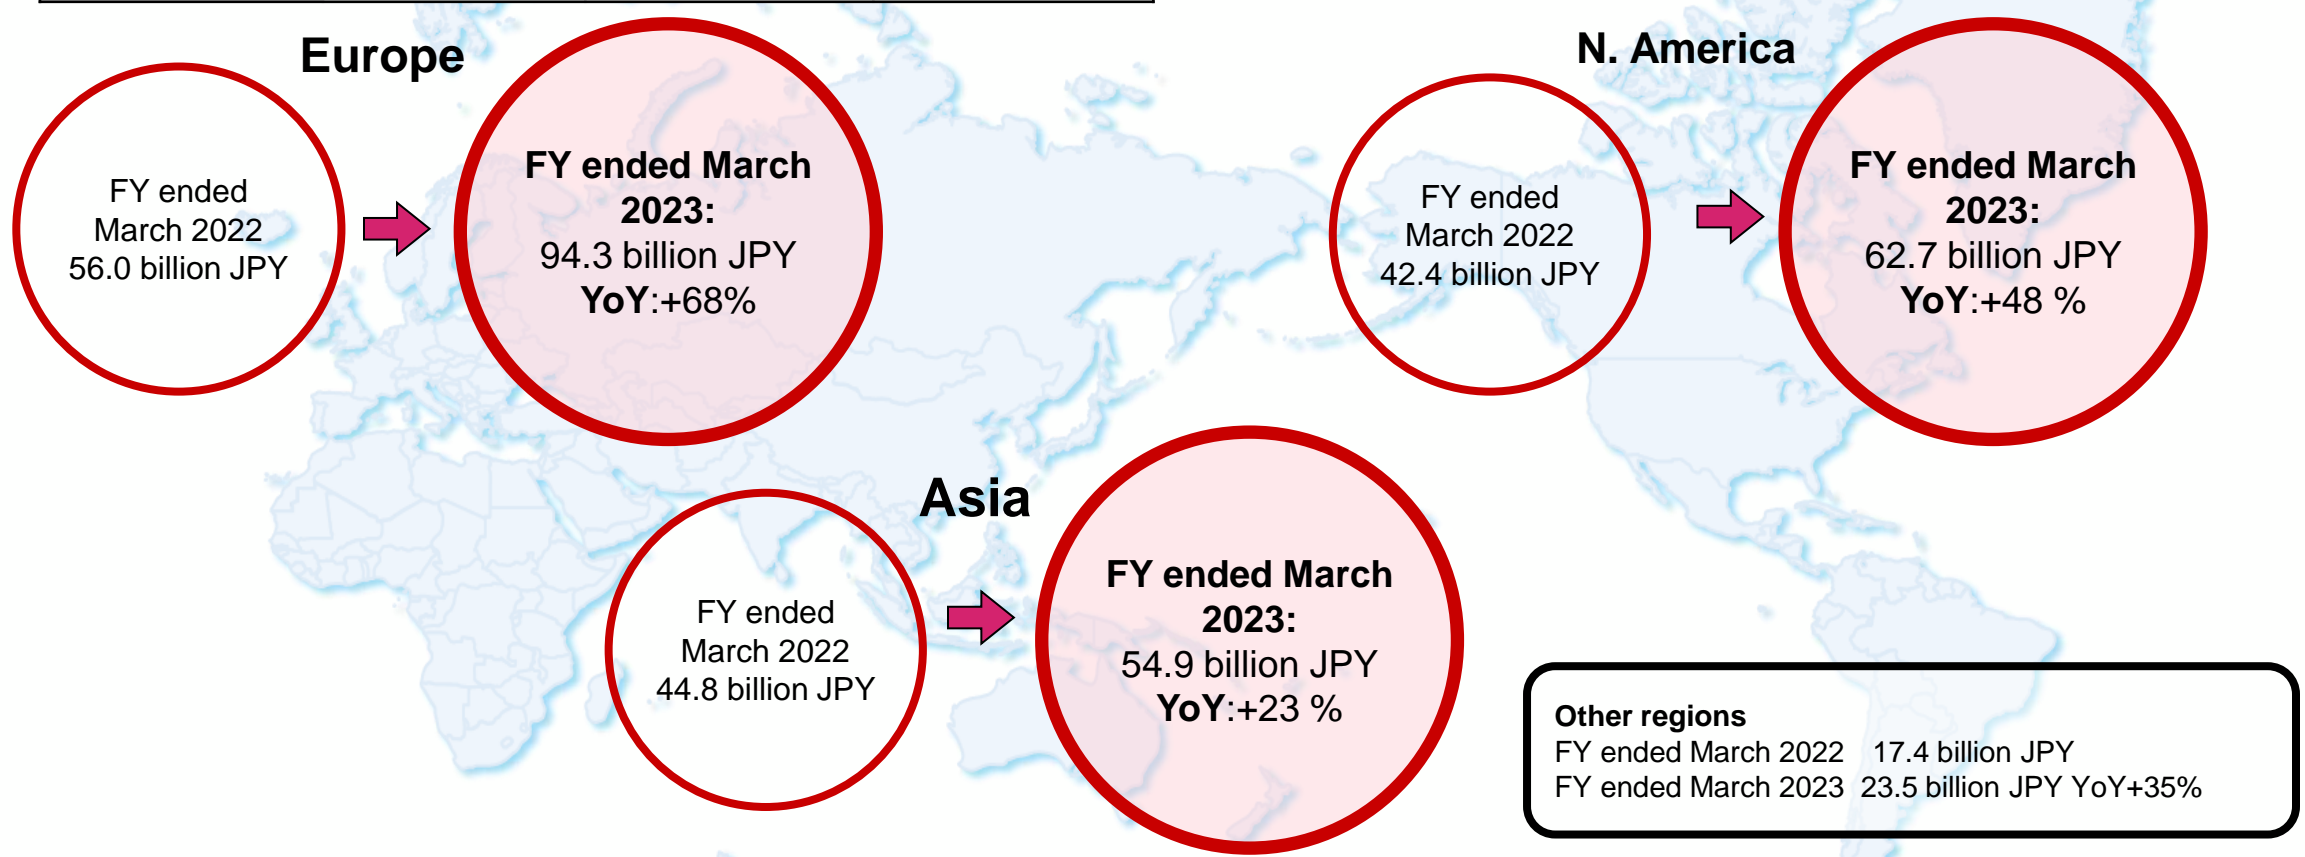 Europe
FY ended
March 2022
56.0 billion JPY
FY ended March
2023:
94.3 billion JPY
YoY:+68%
N. America
FY ended
March 2022
42.4 billion JPY
FY ended March
2023:
62.7 billion JPY
YoY:+48 %
Asia
FY ended
March 2022
44.8 billion JPY
FY ended March
2023:
54.9 billion JPY
YoY:+23 %
Other regions
FY ended March 2022 17.4 billion JPY
FY ended March 2023 23.5 billion JPY YoY+35%